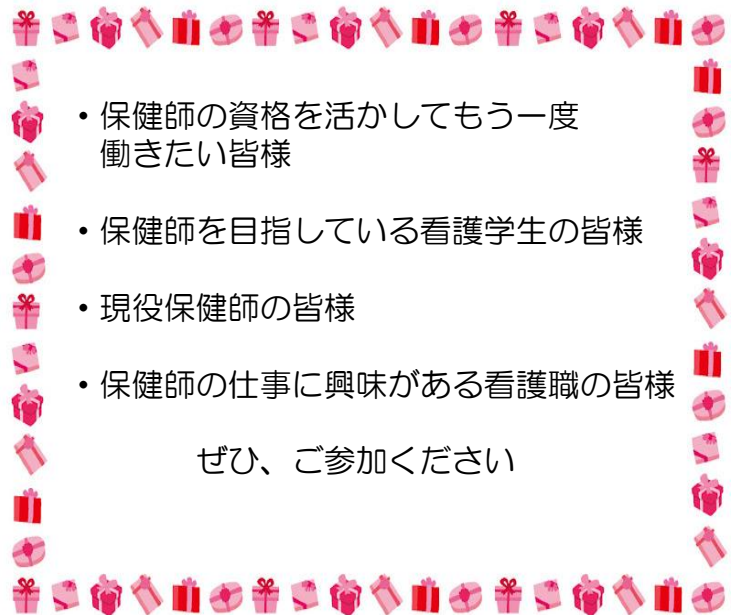 ・保健師の資格を活かしてもう一度
働きたい皆様
・保健師を目指している看護学生の皆様
・現役保健師の皆様
・保健師の仕事に興味がある看護職の皆様
ぜひ、ご参加ください